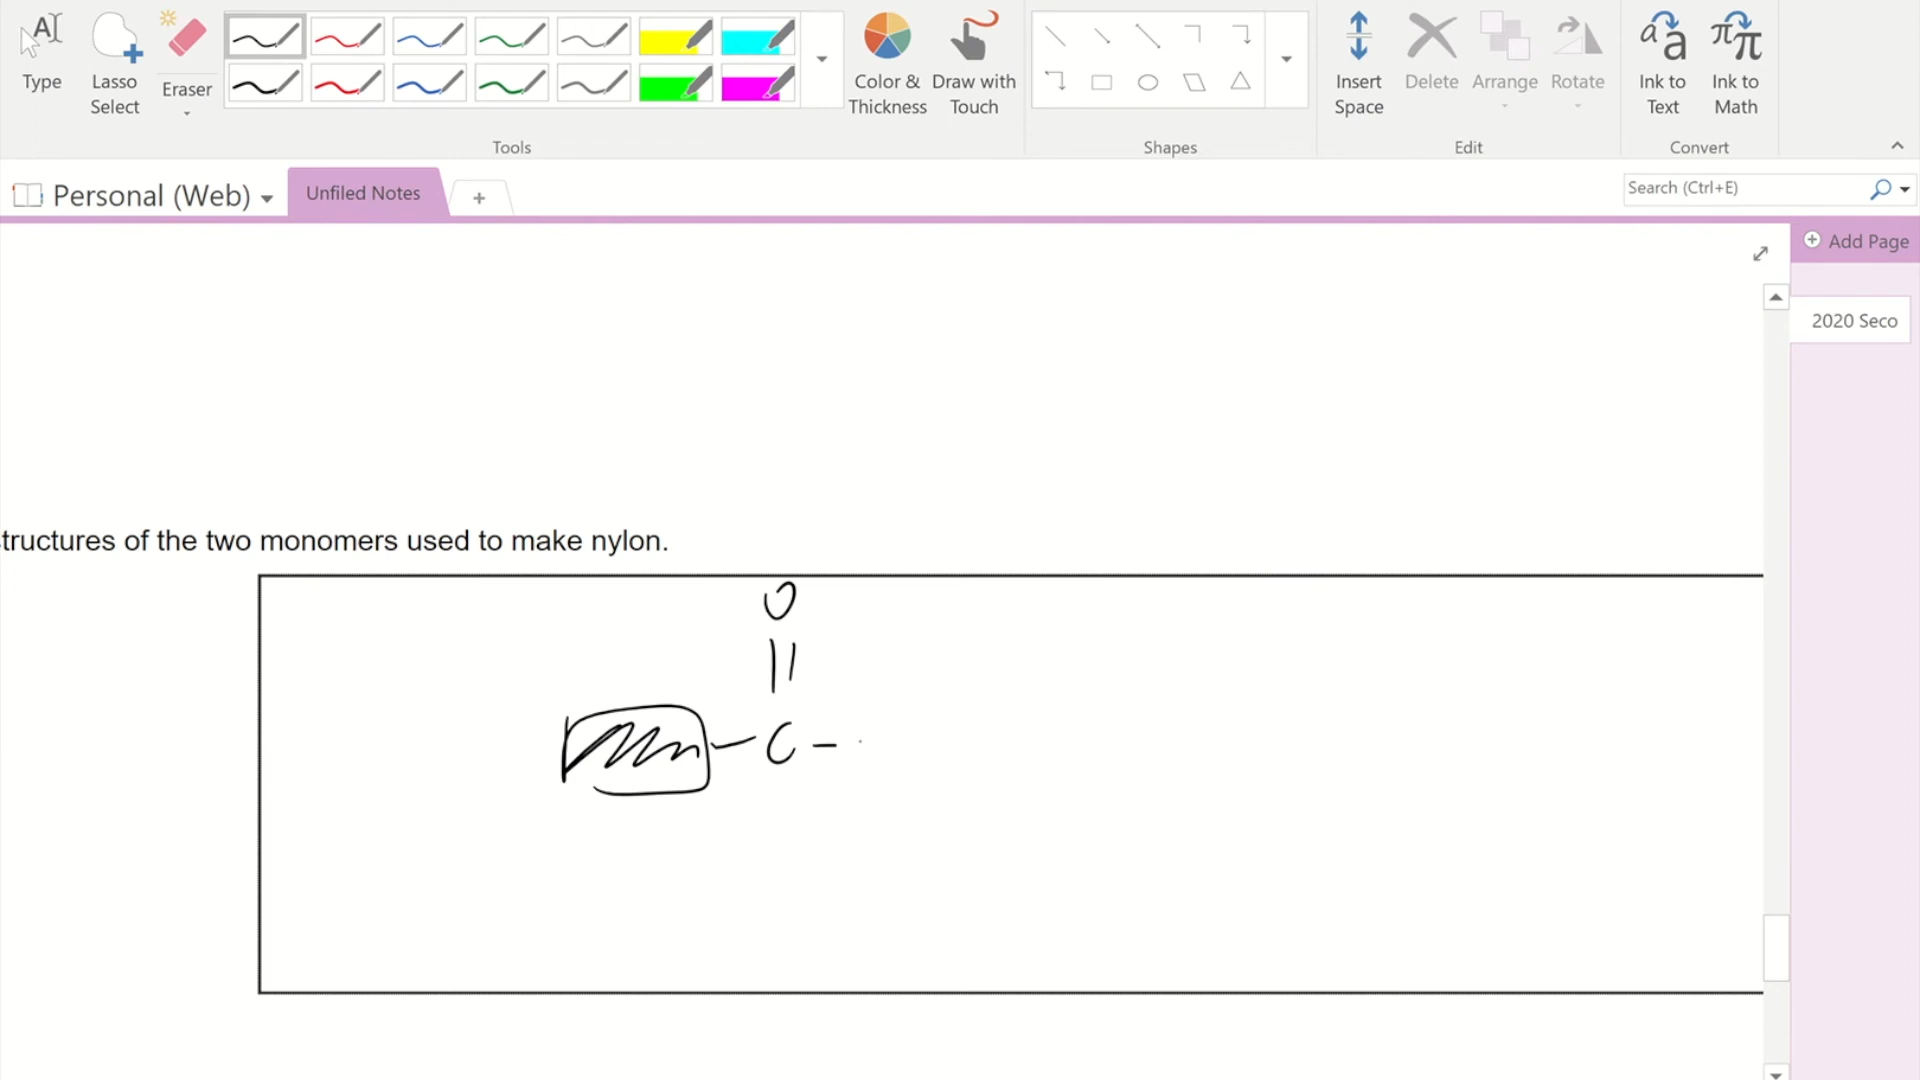 Type
Lasso Select
Eraser
Color & Thickness
Draw with Touch
Insert Space
Delete
Arrange
Rotate
Ink to Text
Ink to Math
Tools
Shapes
Edit
Convert
Personal (Web)
Unfiled Notes
Search (Ctrl+E)
Add Page
2020 Seco
structures of the two monomers used to make nylon.
O
||
- C -